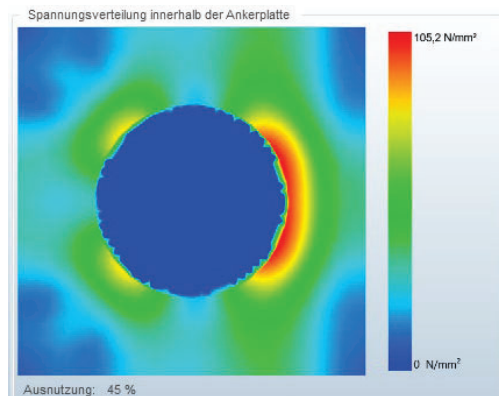 Spannungsverteilung innerhalb der Ankerplatte
105,2 N/mm²
0 N/mm²
Ausnutzung: 45 %